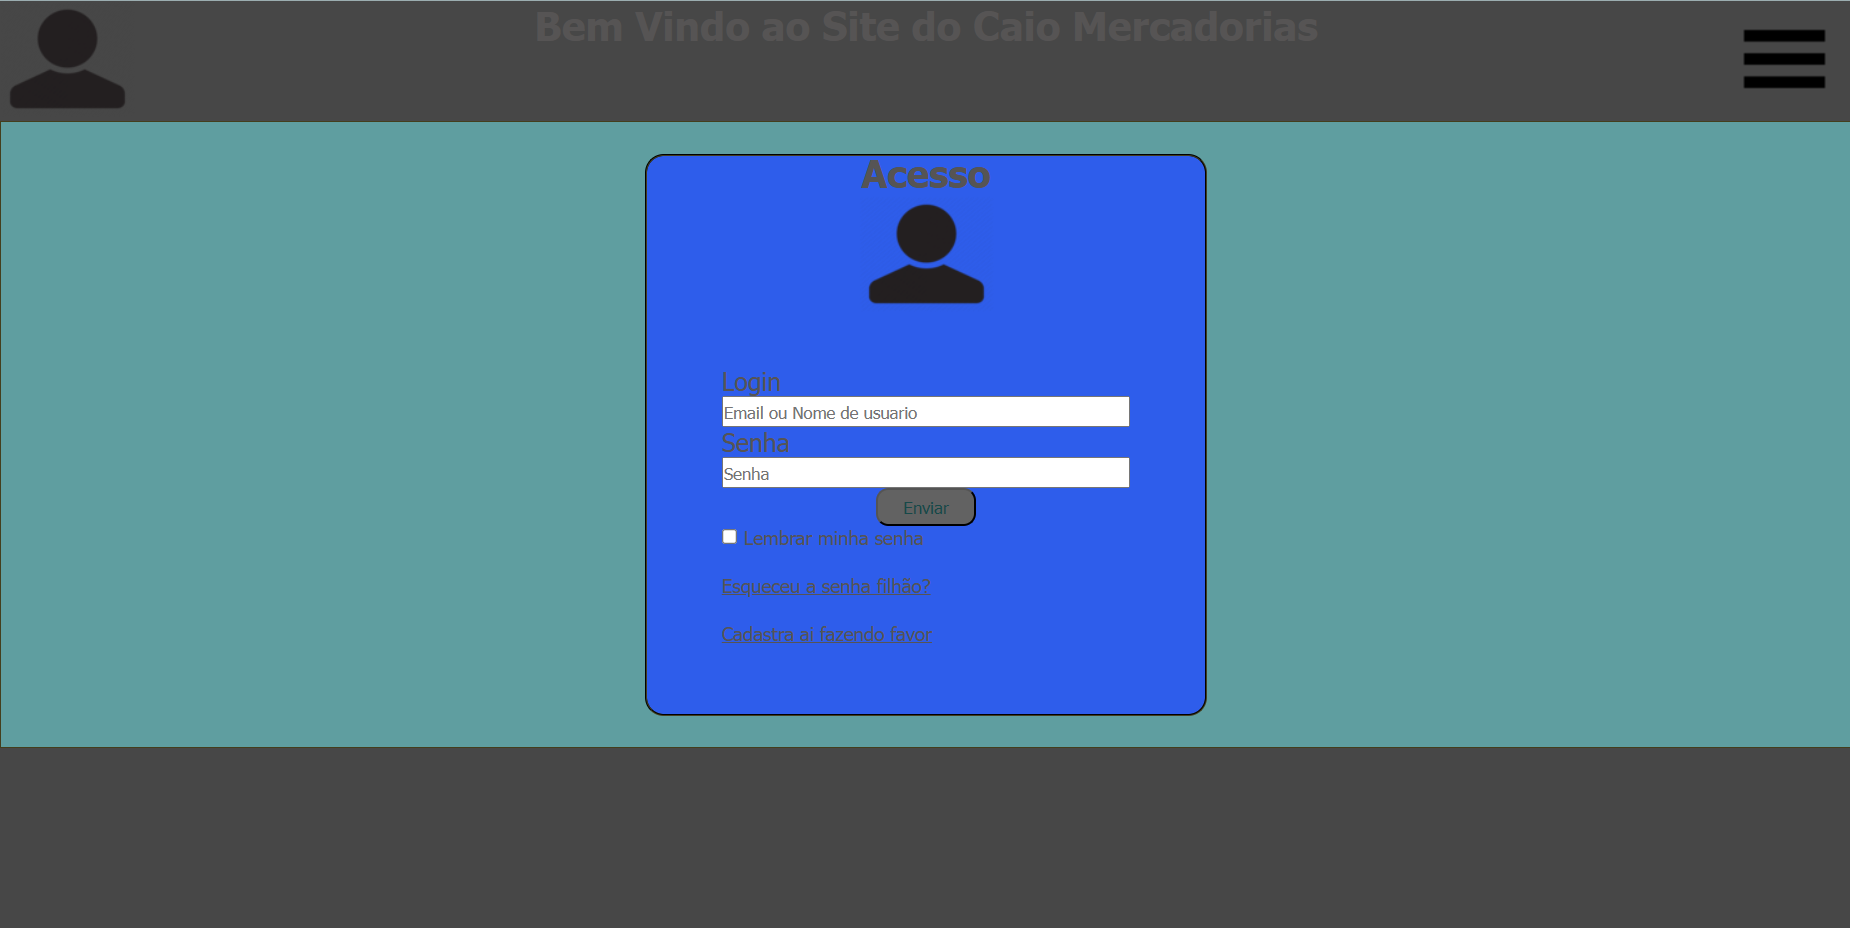 Bem Vindo ao Site do Caio Mercadorias
Acesso
Login
Email ou Nome de usuario
Senha
Senha
Enviar
Lembrar minha senha
Esqueceu a senha filhão?
Cadastra ai fazendo favor